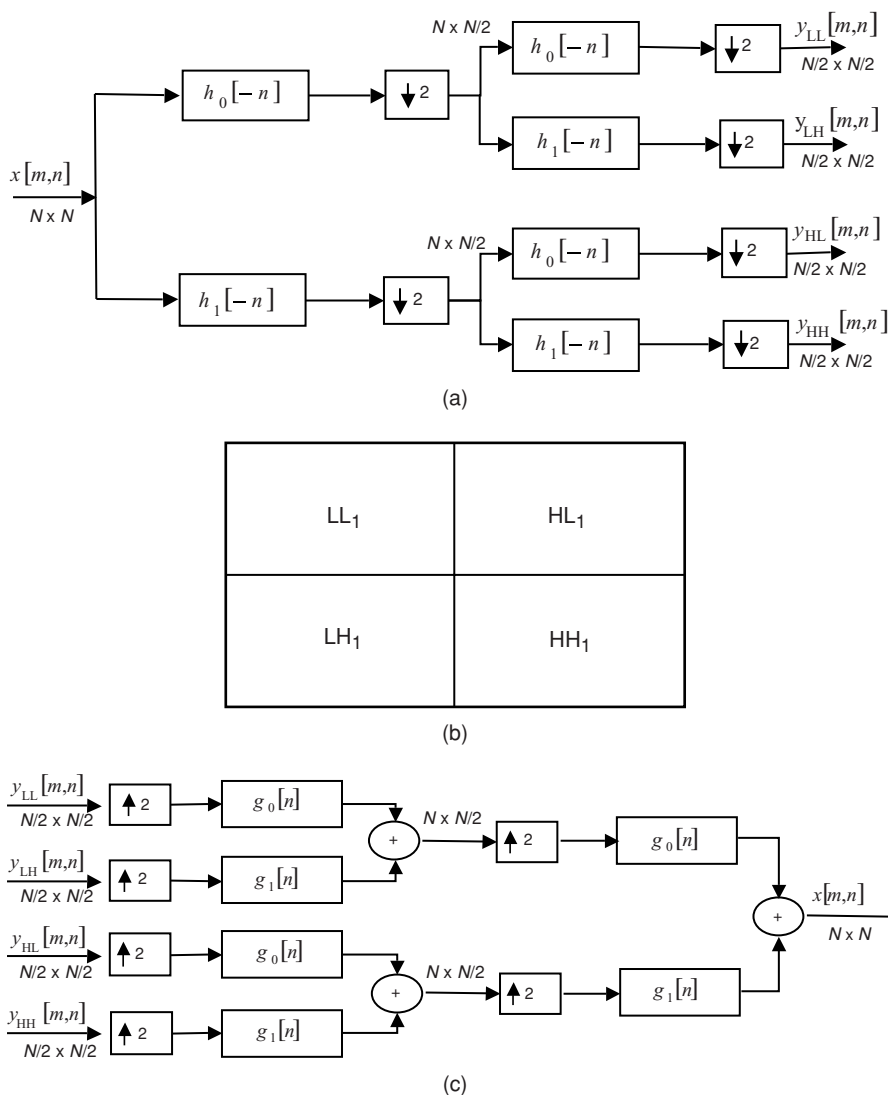 N x N/2
h0[−n]
↓2
yLL[m,n]
N/2 x N/2
h0[−n]
↓2
h1[−n]
↓2
yLH[m,n]
N/2 x N/2
x[m,n]
N x N
N x N/2
h0[−n]
↓2
yHL[m,n]
N/2 x N/2
h1[−n]
↓2
h1[−n]
↓2
yHH[m,n]
N/2 x N/2
(a)
LL1
HL1
LH1
HH1
(b)
yLL[m,n]
N/2 x N/2
↑2
g0[n]
+
N x N/2
↑2
g0[n]
yLH[m,n]
N/2 x N/2
↑2
g1[n]
x[m,n]
+
N x N
yHL[m,n]
N/2 x N/2
↑2
g0[n]
+
N x N/2
↑2
g1[n]
yHH[m,n]
N/2 x N/2
↑2
g1[n]
(c)